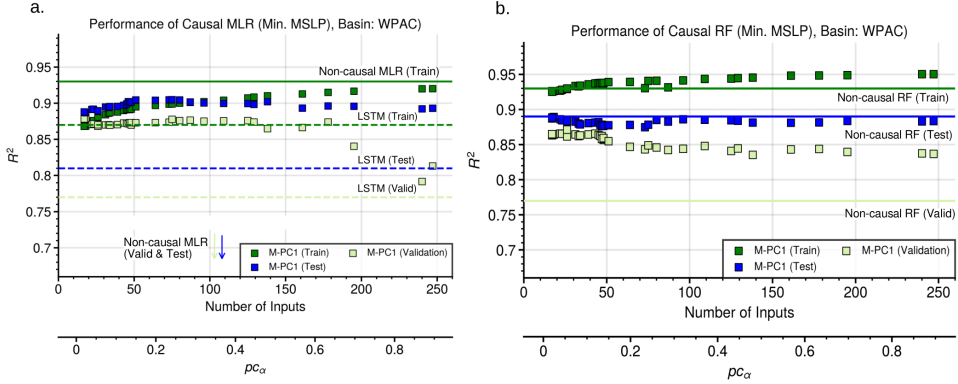 a.
Performance of Causal MLR (Min. MSLP), Basin: WPAC)
0.95
0.9
0.85
0.8
0.75
0.7
R²
Non-causal MLR (Train)
LSTM (Train)
LSTM (Test)
LSTM (Valid)
Non-causal MLR
(Valid & Test)
M-PC1 (Train)
M-PC1 (Validation)
M-PC1 (Test)
0 50 100 150 200 250
Number of Inputs
0 0.2 0.4 0.6 0.8
pcα
b.
Performance of Causal RF (Min. MSLP), Basin: WPAC)
0.95
0.9
0.85
0.8
0.75
0.7
R²
Non-causal RF (Train)
Non-causal RF (Test)
Non-causal RF (Valid)
M-PC1 (Train)
M-PC1 (Validation)
M-PC1 (Test)
0 50 100 150 200 250
Number of Inputs
0 0.2 0.4 0.6 0.8
pcα